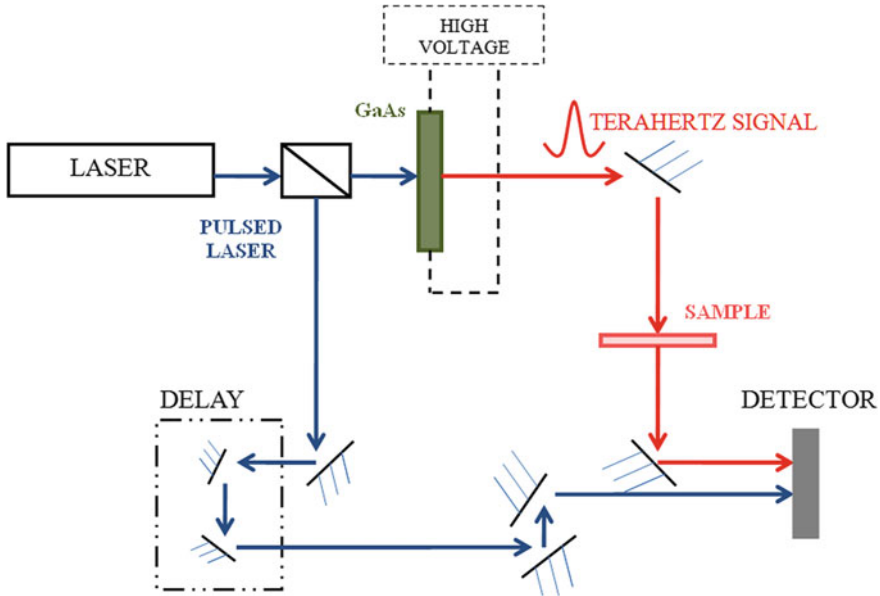 HIGH
VOLTAGE
GaAs
TERAHERTZ SIGNAL
LASER
PULSED
LASER
SAMPLE
DELAY
DETECTOR